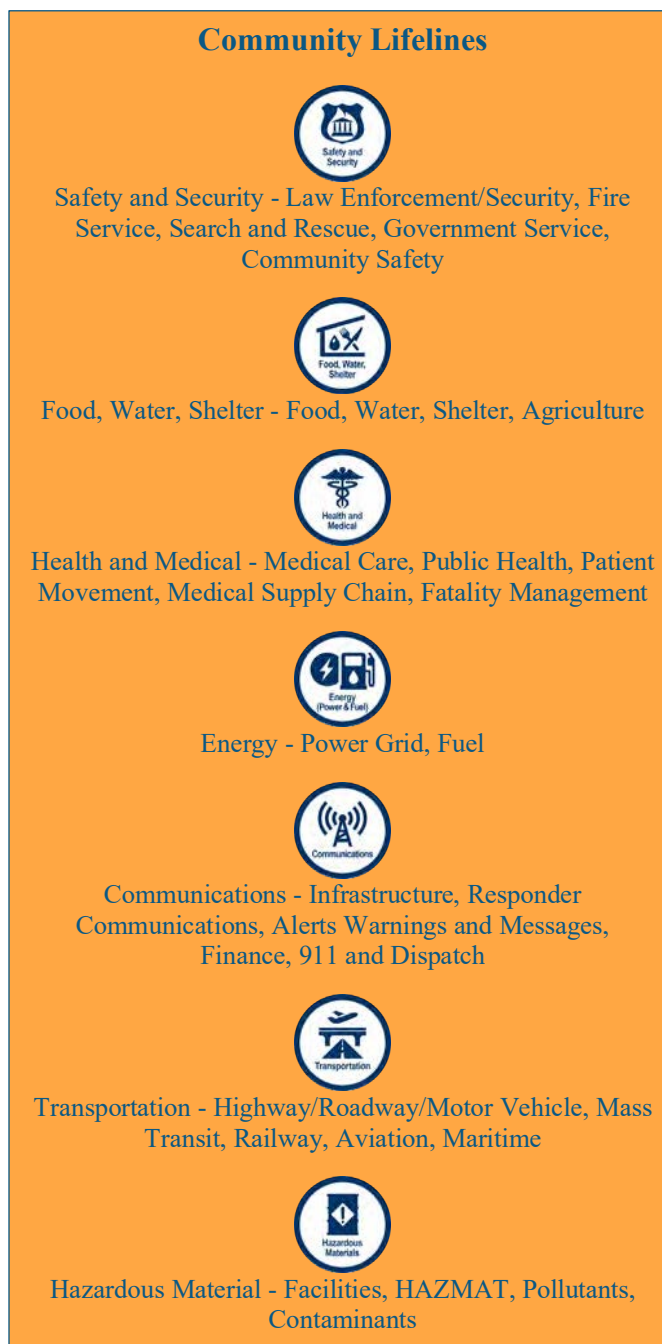 Community Lifelines
Safety and
Security
Safety and Security - Law Enforcement/Security, Fire
Service, Search and Rescue, Government Service,
Community Safety
Food, Water,
Shelter
Food, Water, Shelter - Food, Water, Shelter, Agriculture
Health and
Medical
Health and Medical - Medical Care, Public Health, Patient
Movement, Medical Supply Chain, Fatality Management
Energy
(Power & Fuel)
Energy - Power Grid, Fuel
Communications
Communications - Infrastructure, Responder
Communications, Alerts Warnings and Messages,
Finance, 911 and Dispatch
Transportation
Transportation - Highway/Roadway/Motor Vehicle, Mass
Transit, Railway, Aviation, Maritime
Hazardous
Materials
Hazardous Material - Facilities, HAZMAT, Pollutants,
Contaminants